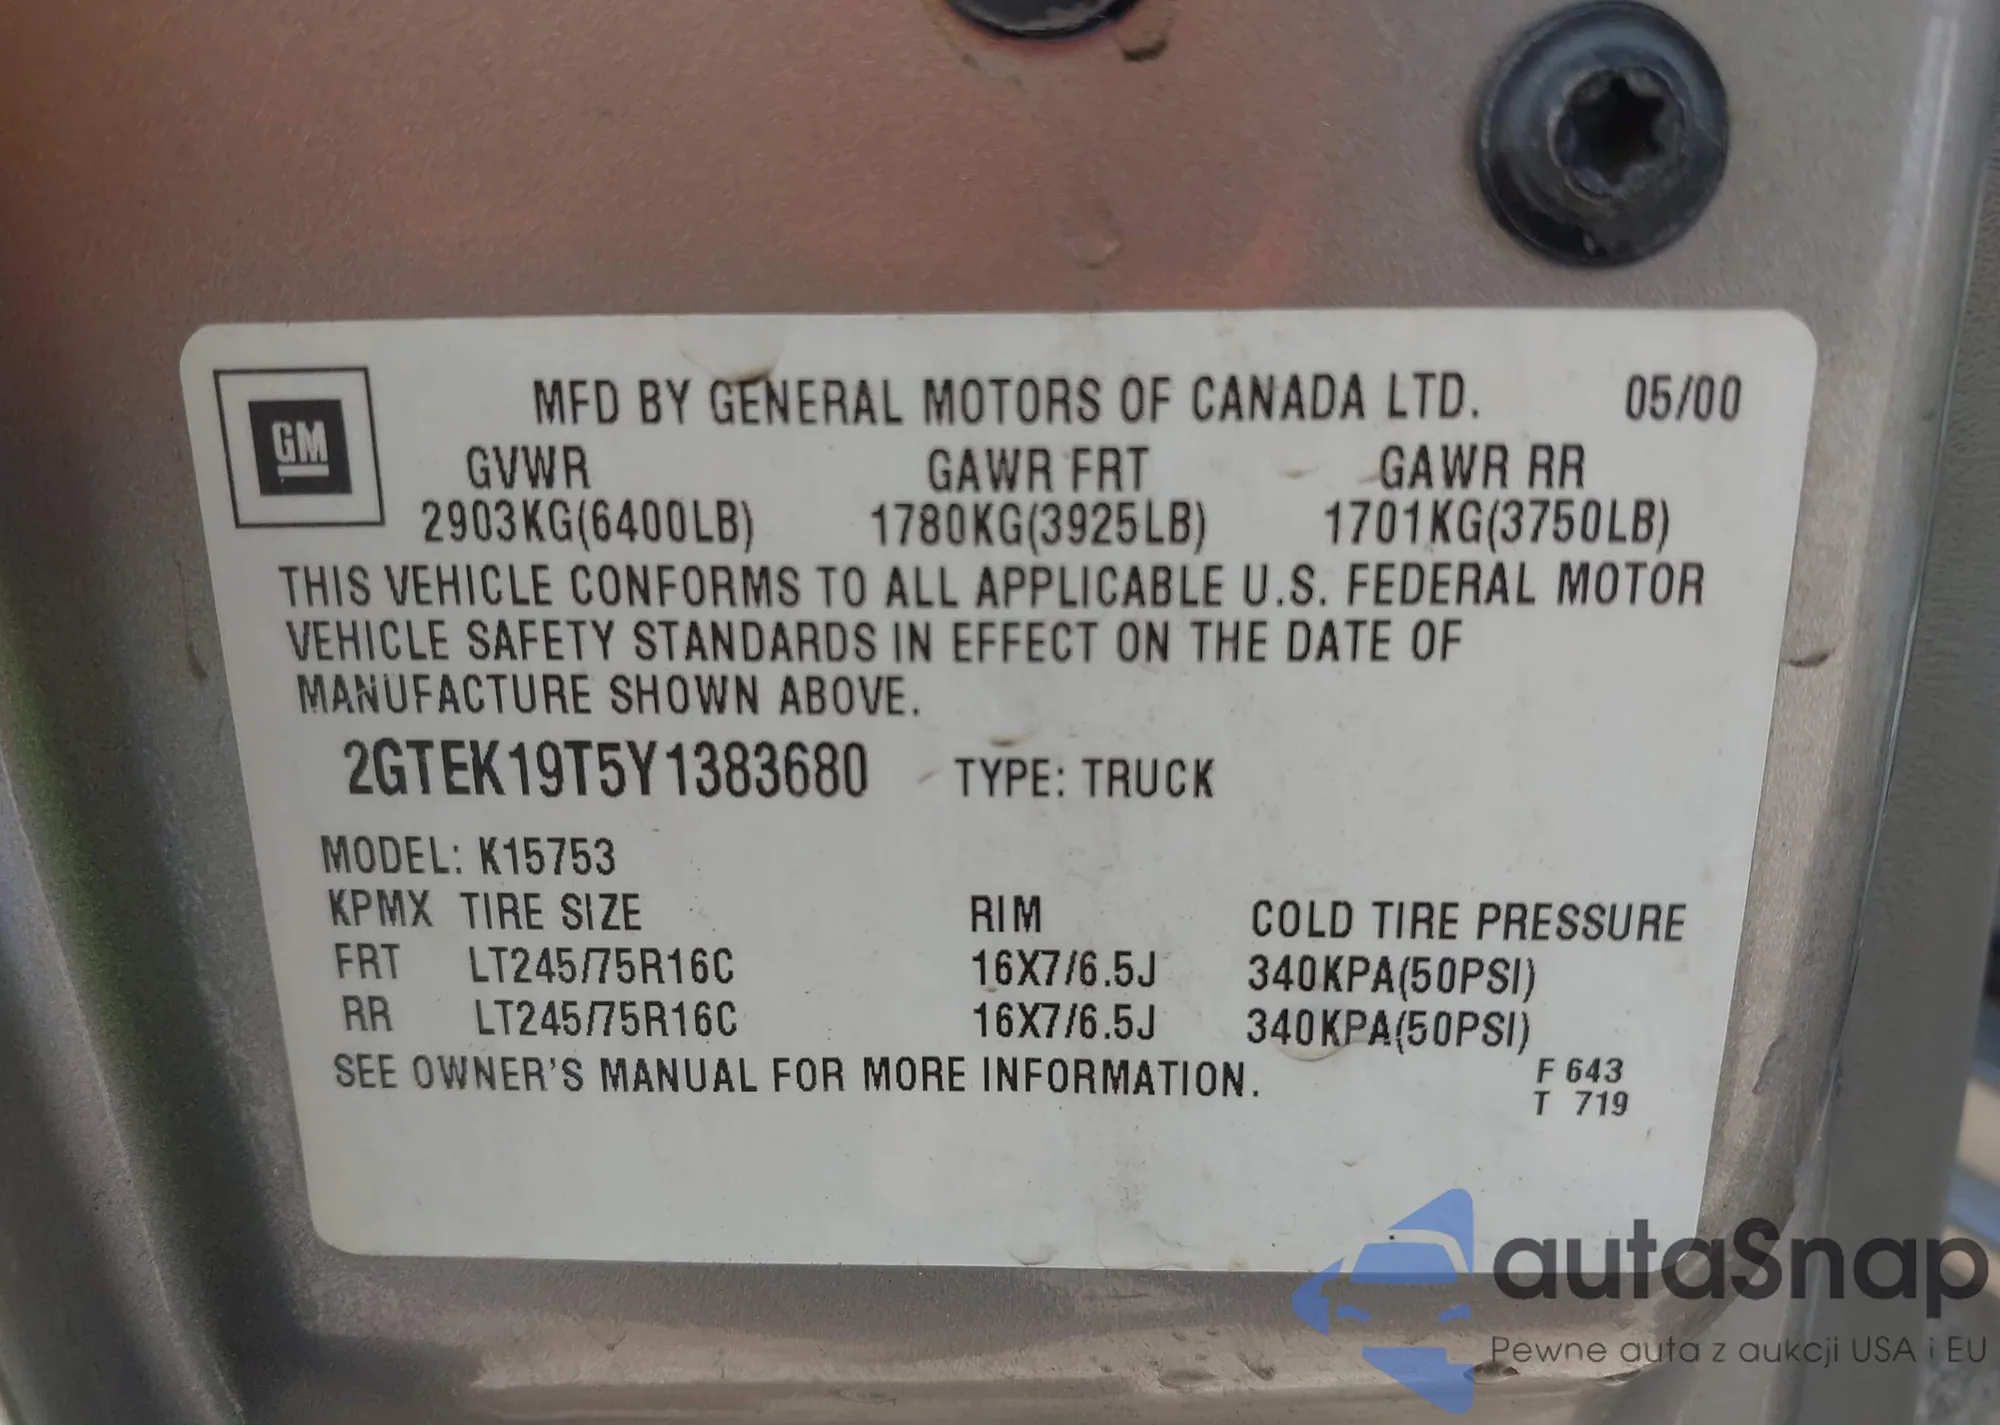 GM
MFD BY GENERAL MOTORS OF CANADA LTD. 05/00
GVWR GAWR FRT GAWR RR
2903KG(6400LB) 1780KG(3925LB) 1701KG(3750LB)
THIS VEHICLE CONFORMS TO ALL APPLICABLE U.S. FEDERAL MOTOR
VEHICLE SAFETY STANDARDS IN EFFECT ON THE DATE OF
MANUFACTURE SHOWN ABOVE.
2GTEK19T5Y1383680 TYPE: TRUCK
MODEL: K15753
KPMX TIRE SIZE RIM COLD TIRE PRESSURE
FRT LT245/75R16C 16X7/6.5J 340KPA(50PSI)
RR LT245/75R16C 16X7/6.5J 340KPA(50PSI)
SEE OWNER'S MANUAL FOR MORE INFORMATION.
F 643
T 719
autaSnap
Pewne auta z aukcji USA i EU